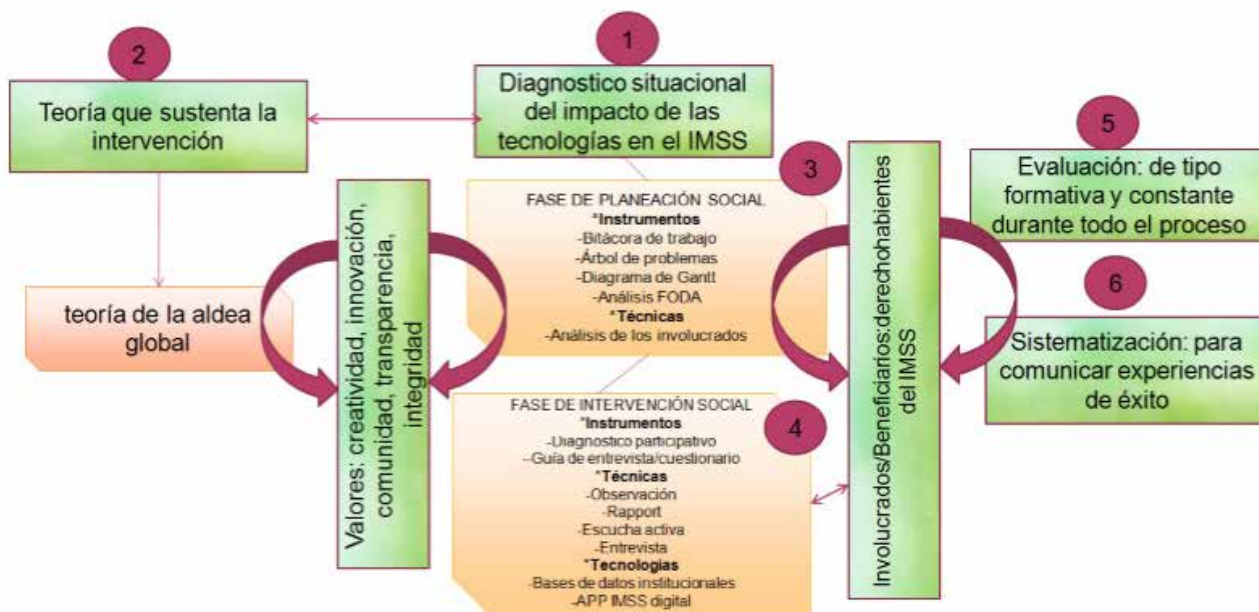 1
Diagnostico situacional
del impacto de las
tecnologías en el IMSS
2
Teoría que sustenta la
intervención
teoría de la aldea
global
Valores: creatividad, innovación,
comunidad, transparencia,
integridad
3
FASE DE PLANEACIÓN SOCIAL
*Instrumentos
-Bitácora de trabajo
-Árbol de problemas
-Diagrama de Gantt
-Análisis FODA
*Técnicas
-Análisis de los involucrados
4
FASE DE INTERVENCIÓN SOCIAL
*Instrumentos
-Diagnostico participativo
-Guía de entrevista/cuestionario
*Técnicas
-Observación
-Rapport
-Escucha activa
-Entrevista
*Tecnologias
-Bases de datos institucionales
-APP IMSS digital
Involucrados/Beneficiarios:derechohabientes
del IMSS
5
Evaluación: de tipo
formativa y constante
durante todo el proceso
6
Sistematización: para
comunicar experiencias
de éxito